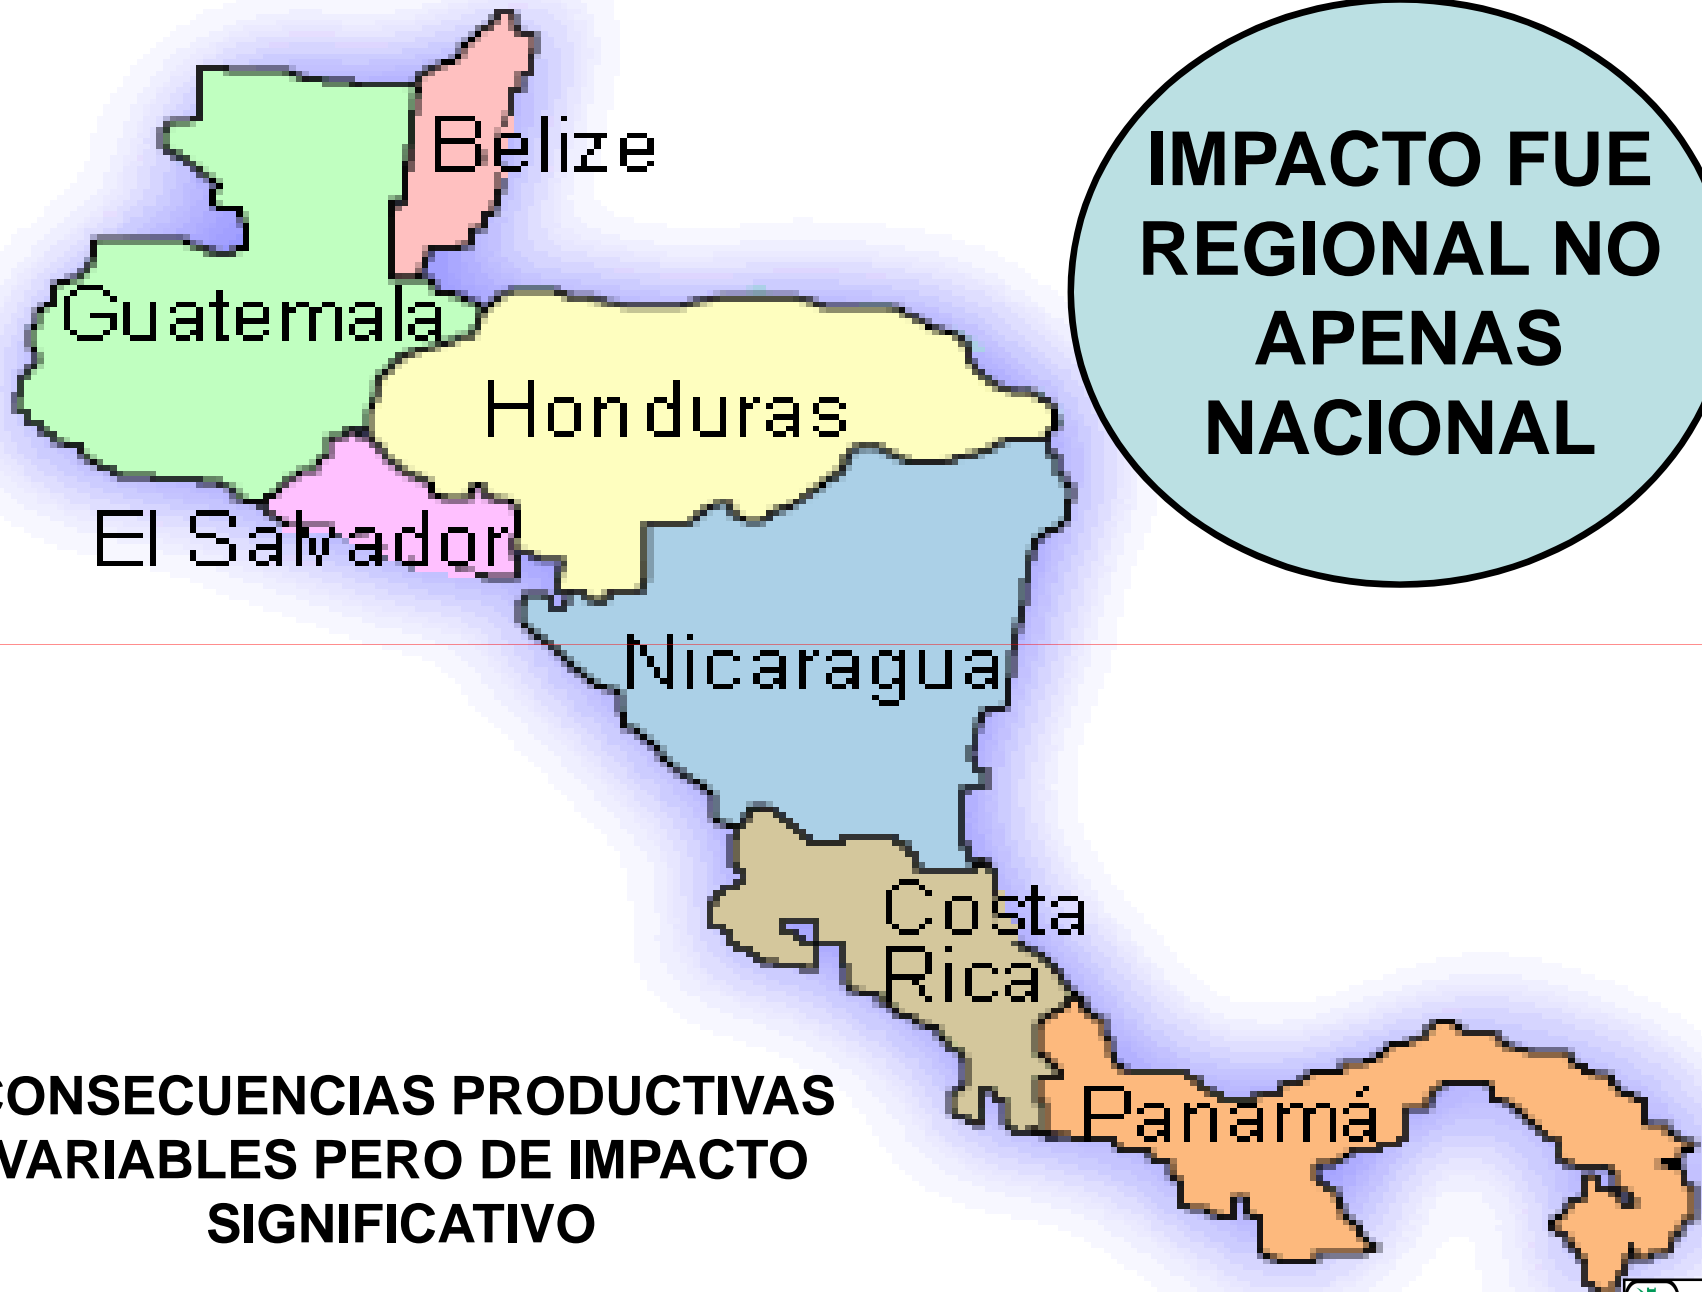 Belize
IMPACTO FUE
REGIONAL NO
APENAS
NACIONAL
Guatemala
Honduras
El Salvador
Nicaragua
Costa
Rica
Panamá
CONSECUENCIAS PRODUCTIVAS
VARIABLES PERO DE IMPACTO
SIGNIFICATIVO